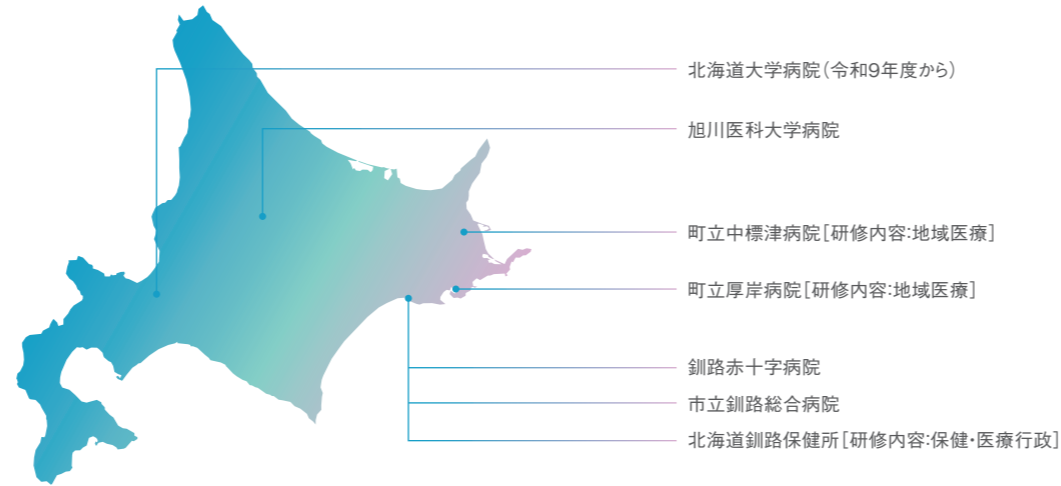 北海道大学病院(令和9年度から)
旭川医科大学病院
町立中標津病院[研修内容:地域医療]
町立厚岸病院[研修内容:地域医療]
釧路赤十字病院
市立釧路総合病院
北海道釧路保健所[研修内容:保健・医療行政]